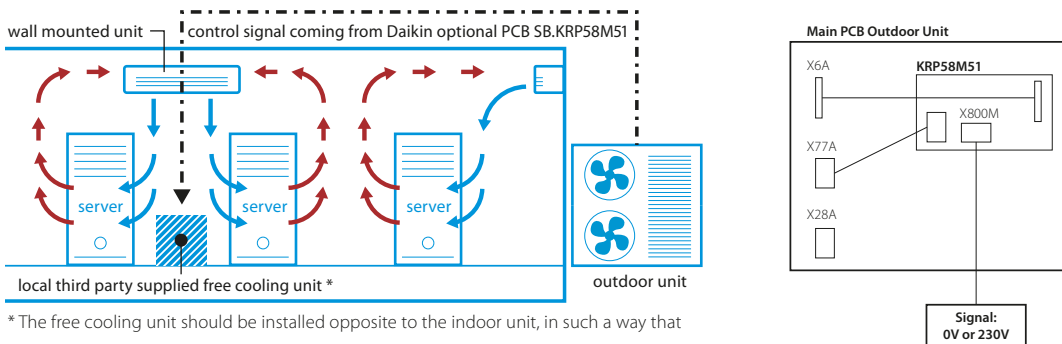 wall mounted unit
control signal coming from Daikin optional PCB SB.KRP58M51
server
server
server
local third party supplied free cooling unit *
outdoor unit
* The free cooling unit should be installed opposite to the indoor unit, in such a way that
Main PCB Outdoor Unit
X6A
KRP58M51
X800M
X77A
X28A
Signal:
0V or 230V